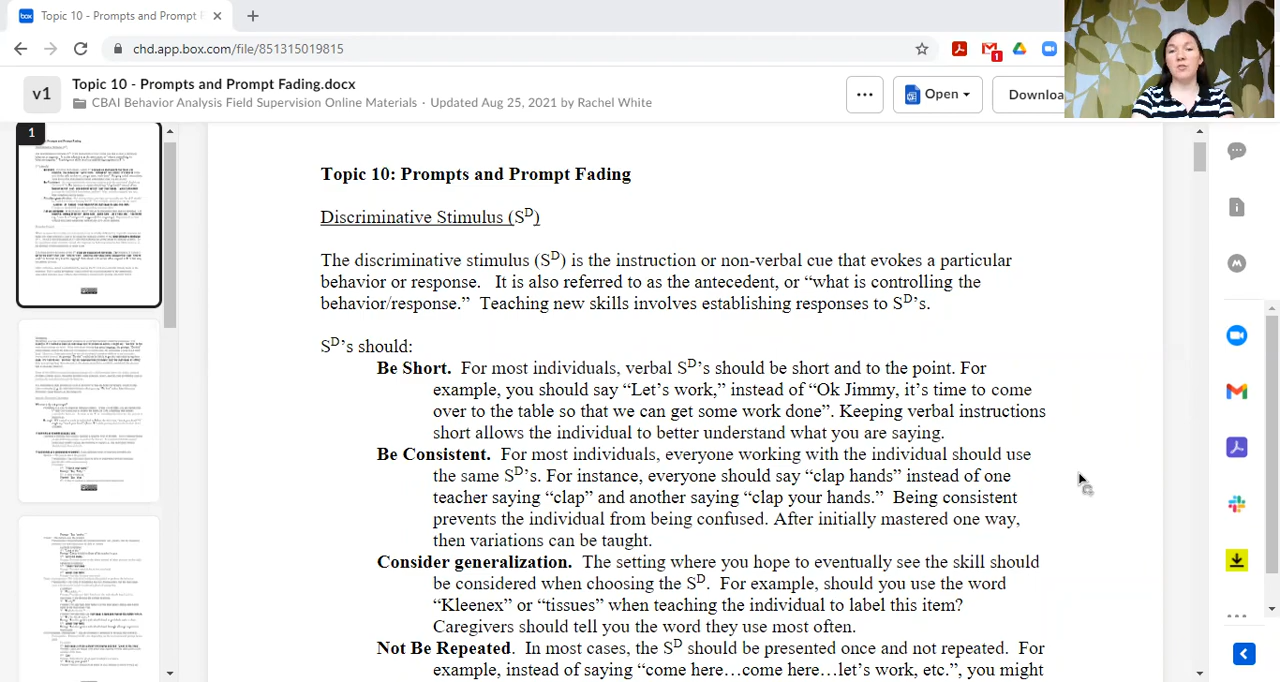 Topic 10 - Prompts and Prompt F
chd.app.box.com/file/851315019815
1
v1
Topic 10 - Prompts and Prompt Fading.docx
CBAI Behavior Analysis Field Supervision Online Materials · Updated Aug 25, 2021 by Rachel White
Open
Downloa
1
Topic 10: Prompts and Prompt Fading
Discriminative Stimulus (SD)
The discriminative stimulus (SD) is the instruction or non-verbal cue that evokes a particular
behavior or response. It is also referred to as the antecedent, or “what is controlling the
behavior/response.” Teaching new skills involves establishing responses to SD’s.
SD’s should:
Be Short. For most individuals, verbal SD’s should be short and to the point. For
example, a tutor might say “Let’s work.” Instead of “Ok Jimmy, it’s time to come
over to the table so that we can get some work done”. Keeping verbal instructions
short helps the individual to better understand what you are saying.
Be Consistent. For most individuals, everyone working with the individual should use
the same SD’s. For instance, everyone should say “clap hands” instead of one
teacher saying “clap” and another saying “clap your hands.” Being consistent
prevents the individual from being confused. After initially mastered one way,
then variations can be taught.
Consider generalization. The setting where you hope to eventually see the skill should
be considered when choosing the SD. For instance, should you use the word
“Kleenex” or “tissues” when teaching the individual to label this item?
Caregivers should tell you the word they use most often.
Not Be Repeated. In most cases, the SD should be presented once and not repeated. For
example, instead of saying “come here…come here…let’s work, etc.”, you might